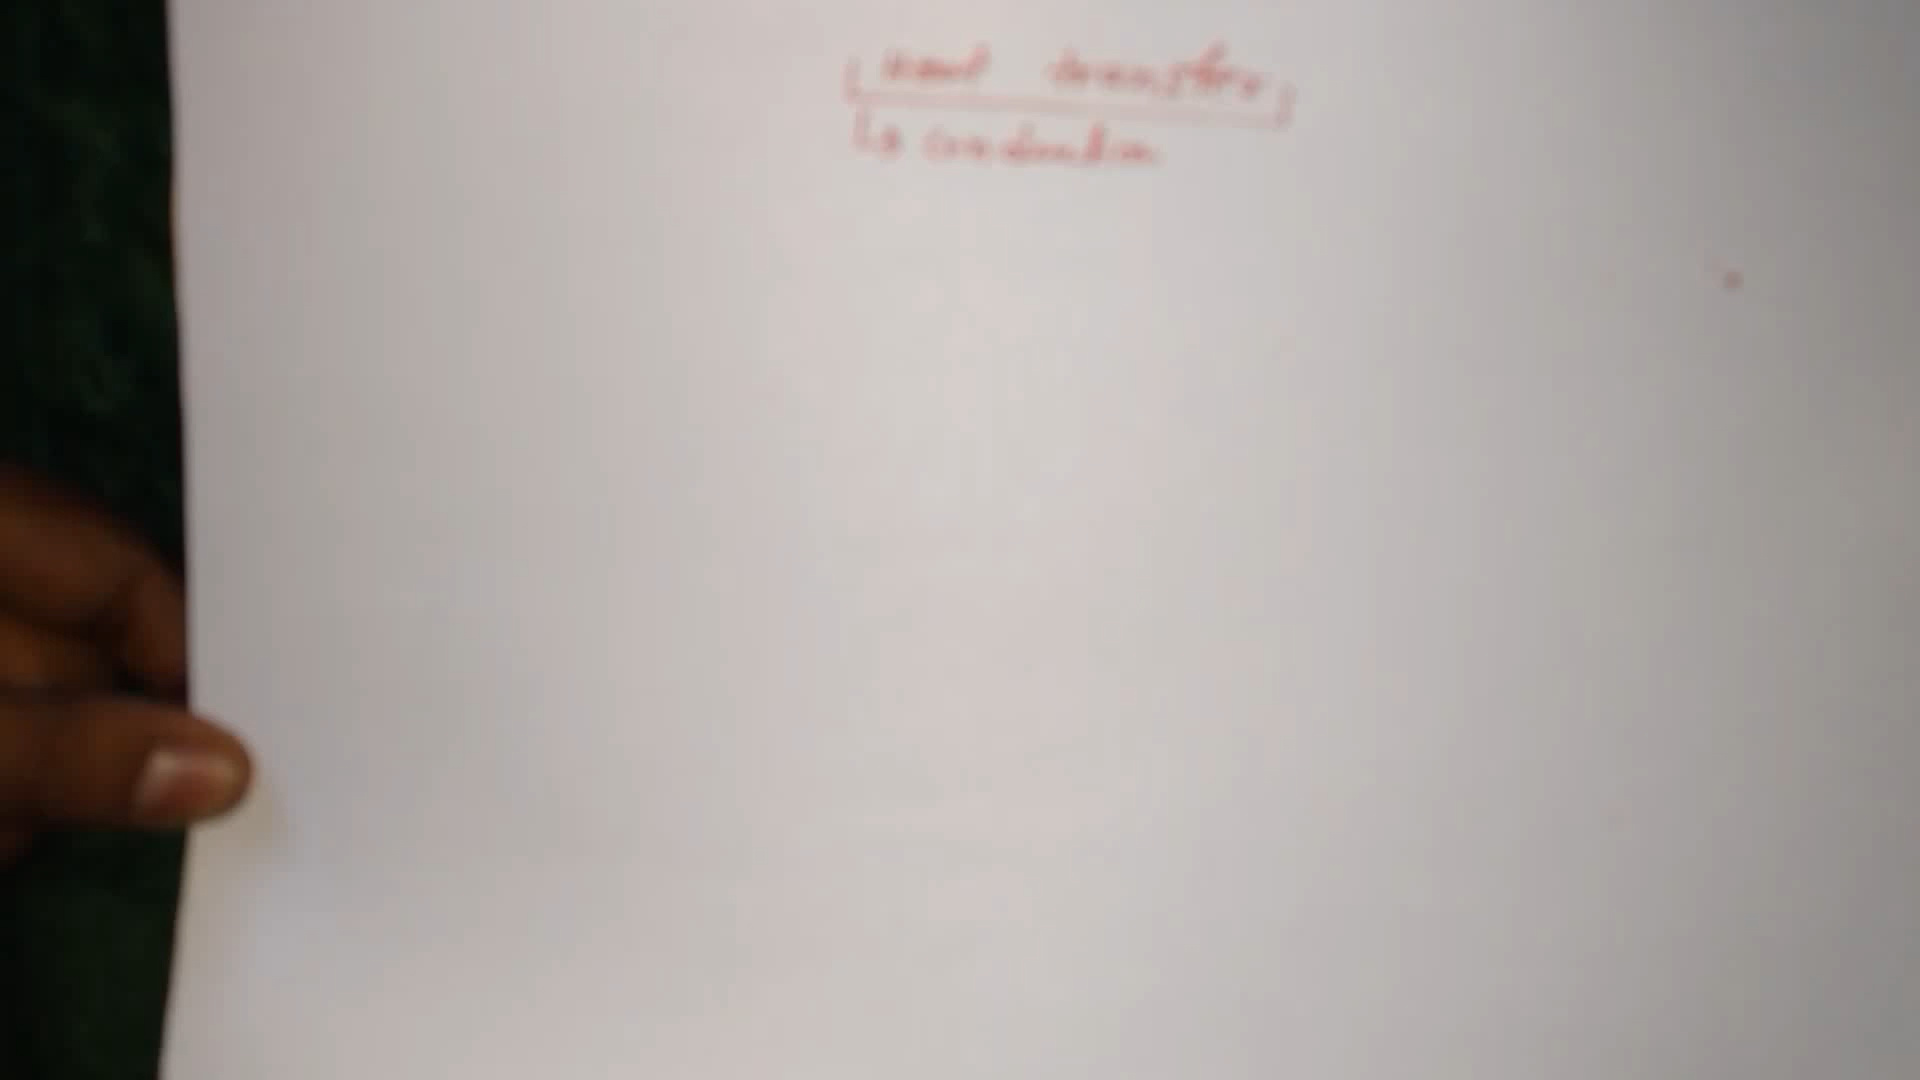 Heat transfer
↳ conduction